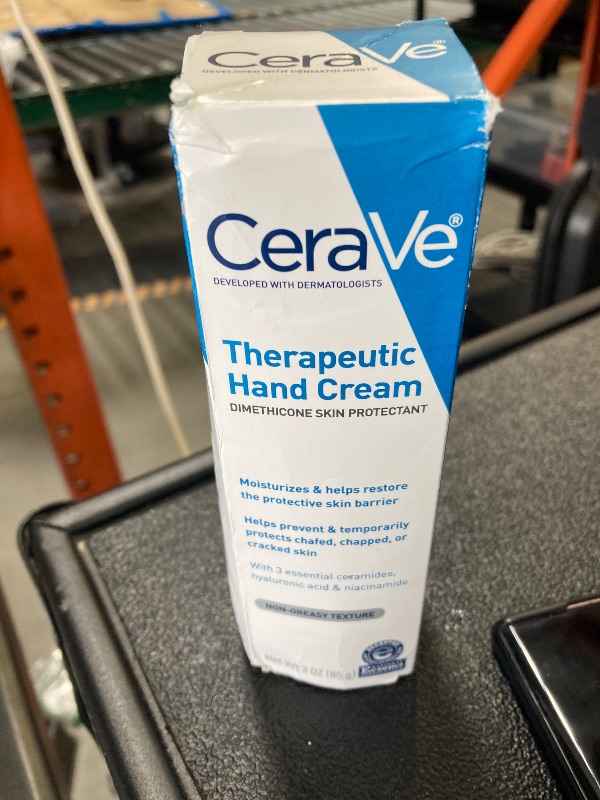 CeraVe®
DEVELOPED WITH DERMATOLOGISTS
CeraVe®
DEVELOPED WITH DERMATOLOGISTS
Therapeutic
Hand Cream
DIMETHICONE SKIN PROTECTANT
Moisturizes & helps restore
the protective skin barrier
Helps prevent & temporarily
protects chafed, chapped, or
cracked skin
With 3 essential ceramides,
hyaluronic acid & niacinamide
NON-GREASY TEXTURE
Net Wt 3 OZ (85 g)